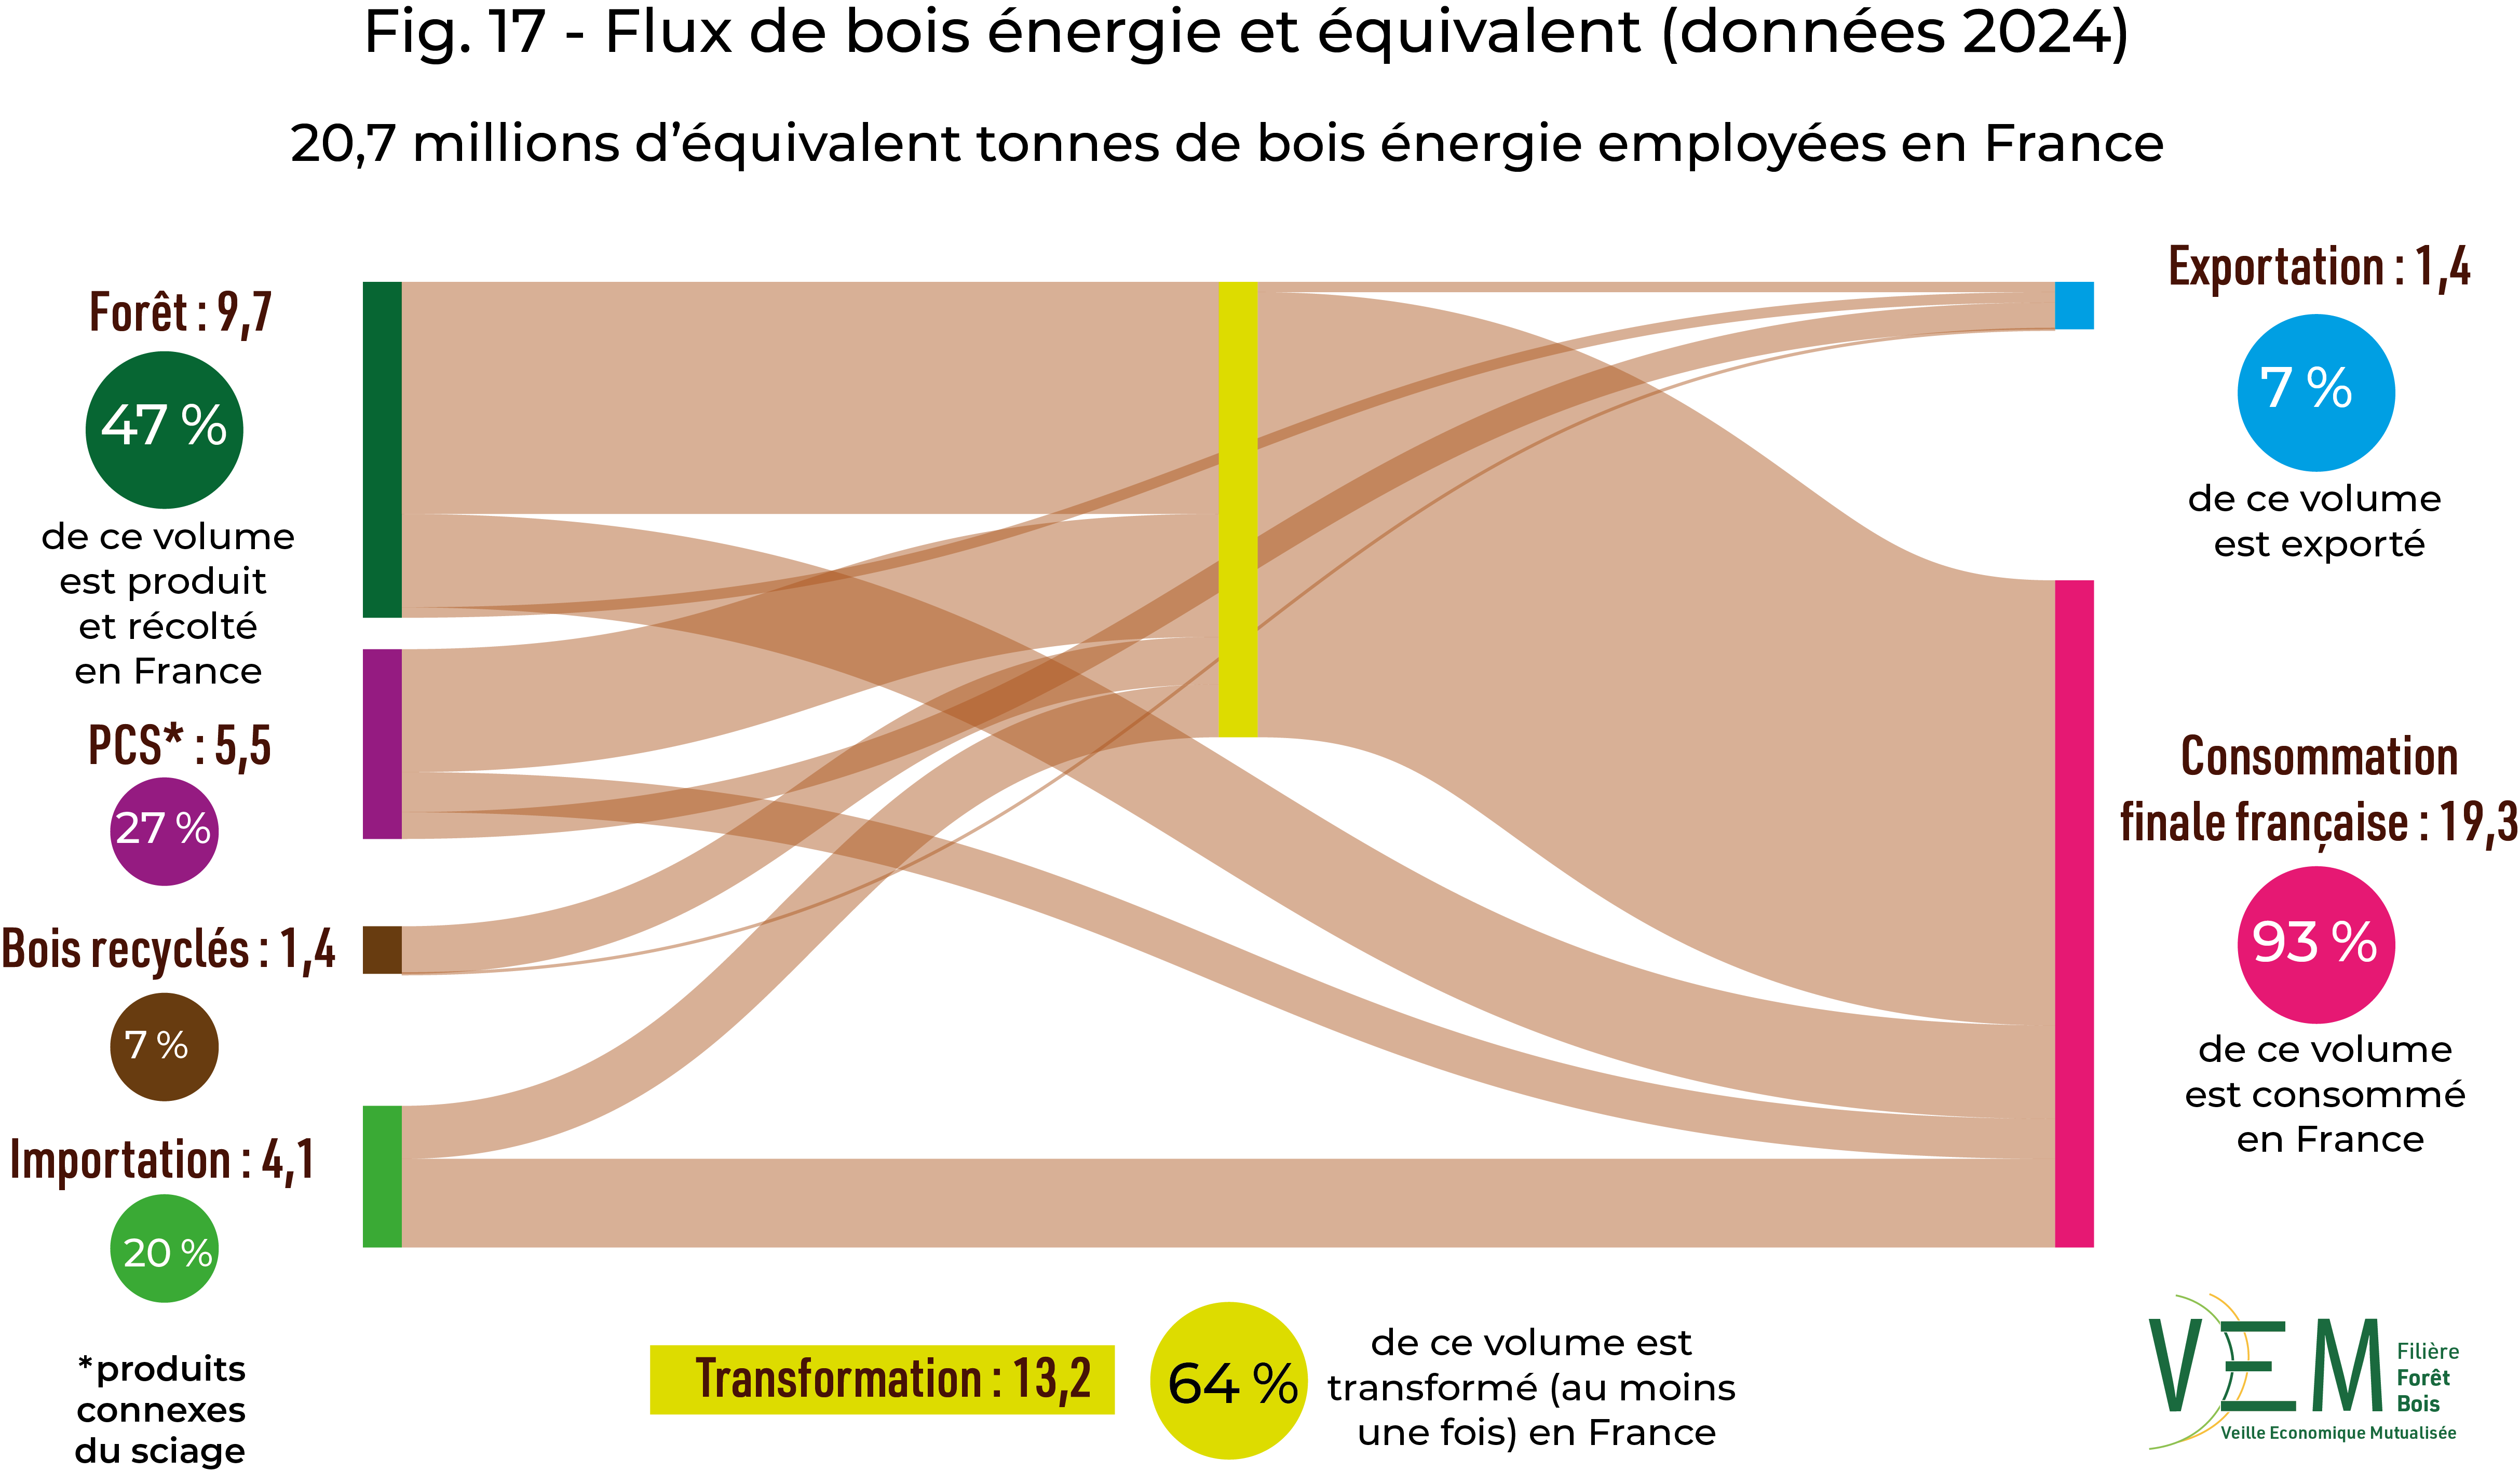 Fig. 17 - Flux de bois énergie et équivalent (données 2024)
20,7 millions d’équivalent tonnes de bois énergie employées en France
Forêt : 9,7
47 %
de ce volume
est produit
et récolté
en France
PCS* : 5,5
27 %
Bois recyclés : 1,4
7 %
Importation : 4,1
20 %
*produits
connexes
du sciage
Transformation : 13,2
64 %
de ce volume est
transformé (au moins
une fois) en France
Exportation : 1,4
7 %
de ce volume
est exporté
Consommation
finale française : 19,3
93 %
de ce volume
est consommé
en France
VEM
Filière
Forêt
Bois
Veille Economique Mutualisée